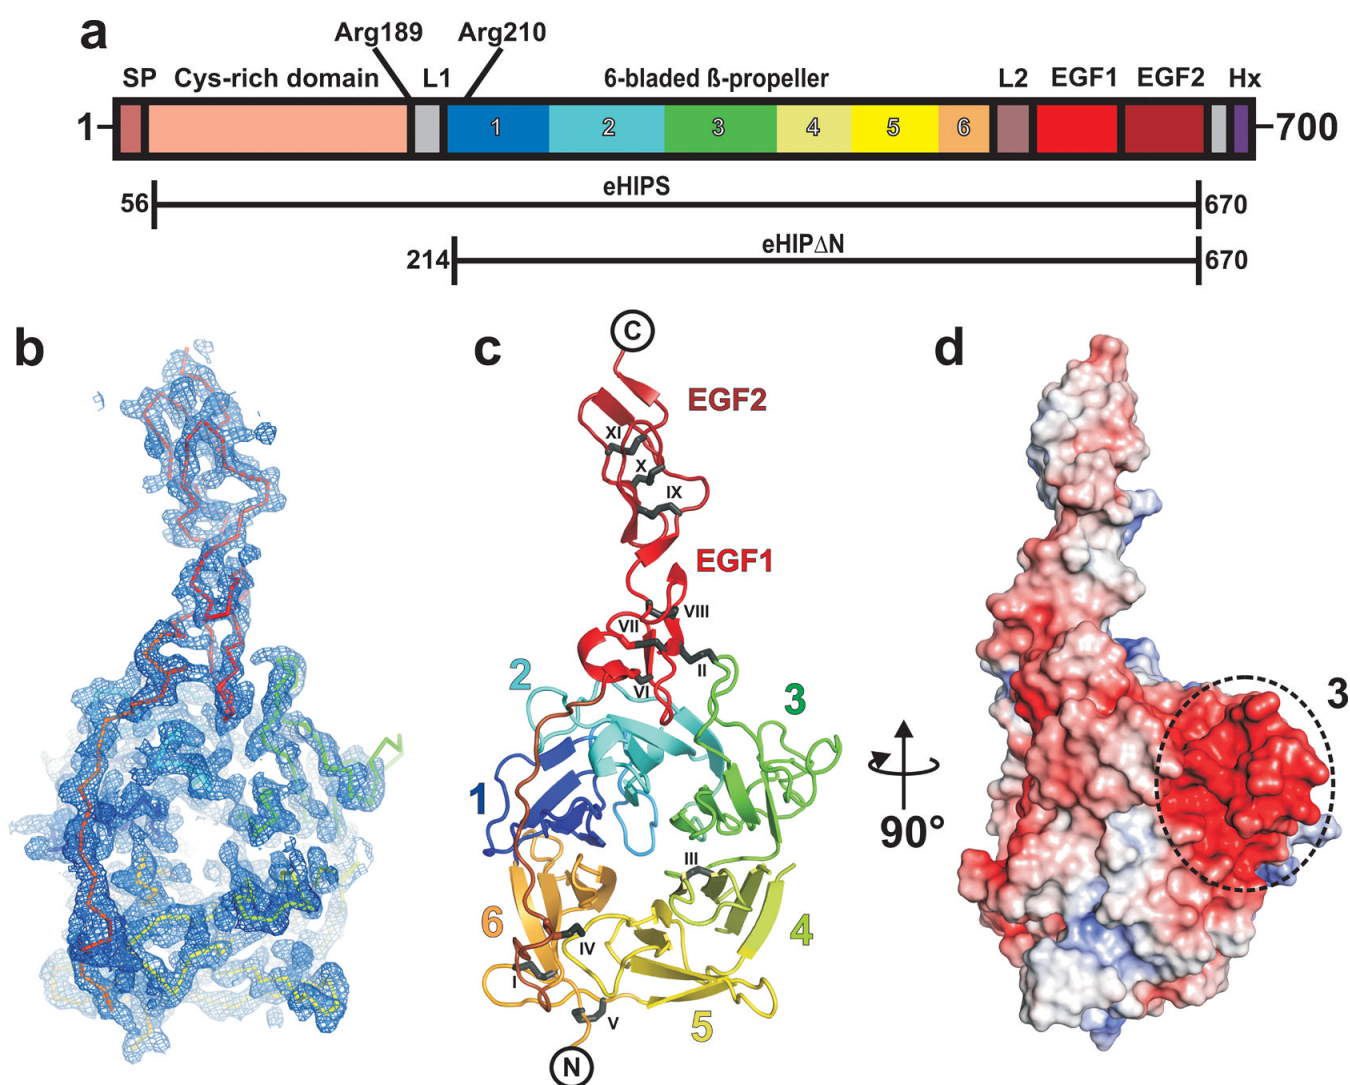 a
Arg189 Arg210
SP Cys-rich domain L1 6-bladed ß-propeller L2 EGF1 EGF2 Hx
1 1 2 3 4 5 6 700
eHIPS
56 670
eHIPΔN
214 670
b c d
C
EGF2
XI
X
IX
EGF1
VIII
VII
II
VI
2
3
3
1
90°
III
6
4
IV
I
V
5
N